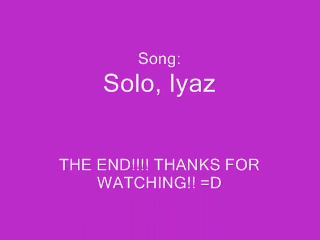 Song:
Solo, Iyaz
THE END!!!! THANKS FOR
WATCHING!! =D